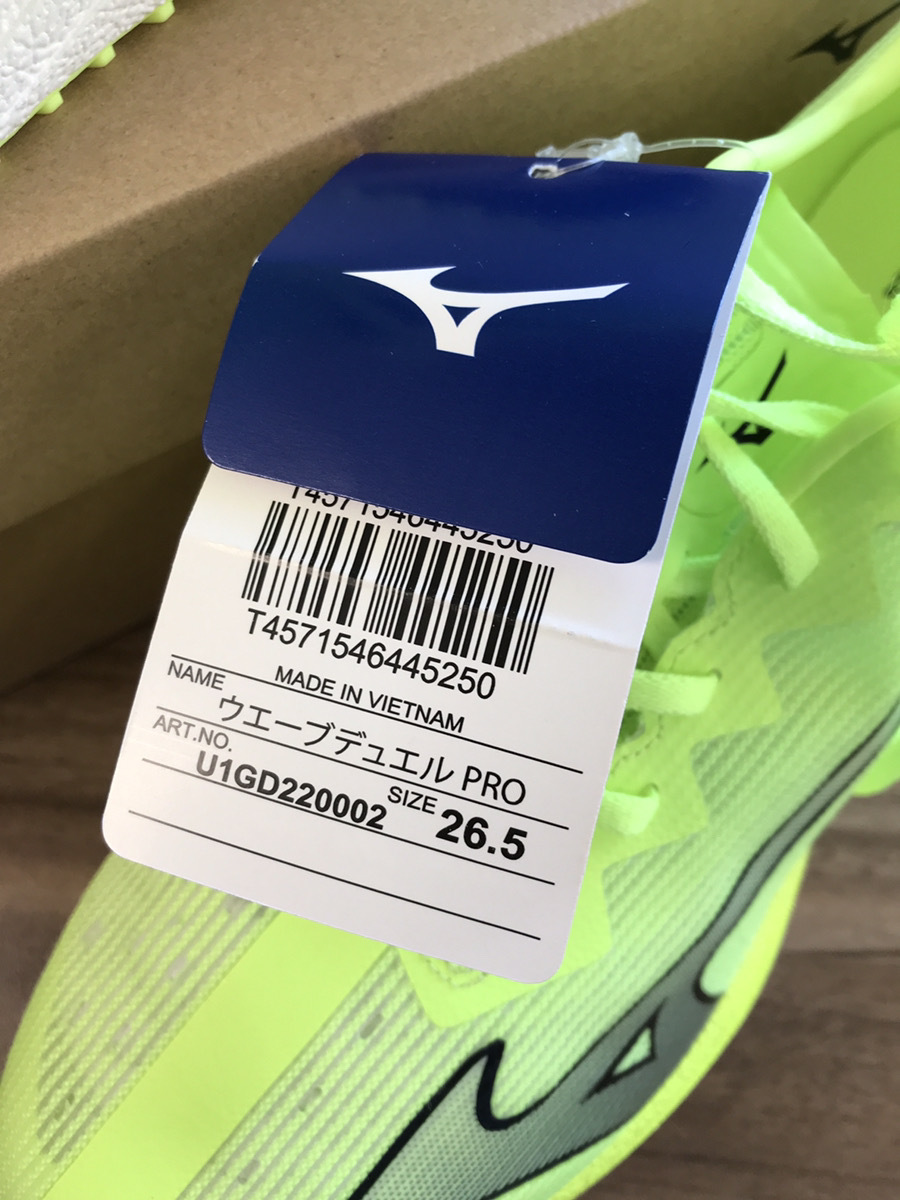 T4571546445250
T4571546445250
MADE IN VIETNAM
NAME ウエーブデュエル PRO
ART.NO. U1GD220002 SIZE 26.5